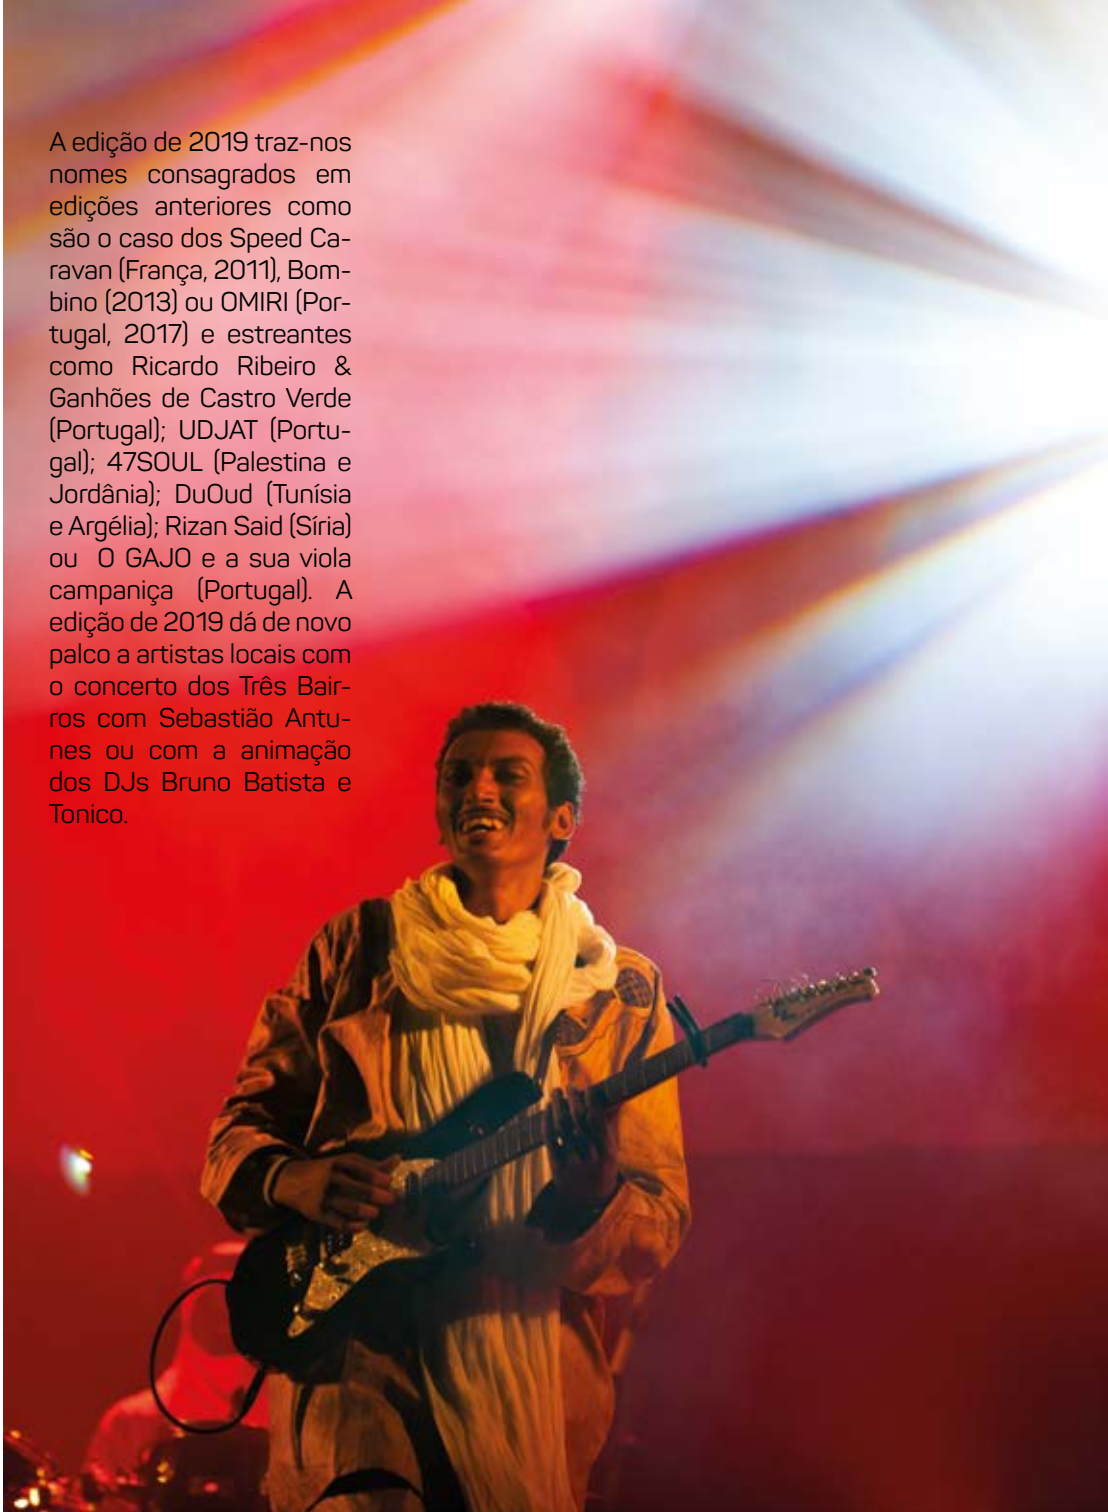 A edição de 2019 traz-nos
nomes consagrados em
edições anteriores como
são o caso dos Speed Ca-
ravan (França, 2011), Bom-
bino (2013) ou OMIRI (Por-
tugal, 2017) e estreantes
como Ricardo Ribeiro &
Ganhões de Castro Verde
(Portugal); UDJAT (Portu-
gal); 47SOUL (Palestina e
Jordânia); DuOud (Tunísia
e Argélia); Rizan Said (Síria)
ou O GAJO e a sua viola
campaniça (Portugal). A
edição de 2019 dá de novo
palco a artistas locais com
o concerto dos Três Bair-
ros com Sebastião Antu-
nes ou com a animação
dos DJs Bruno Batista e
Tonico.